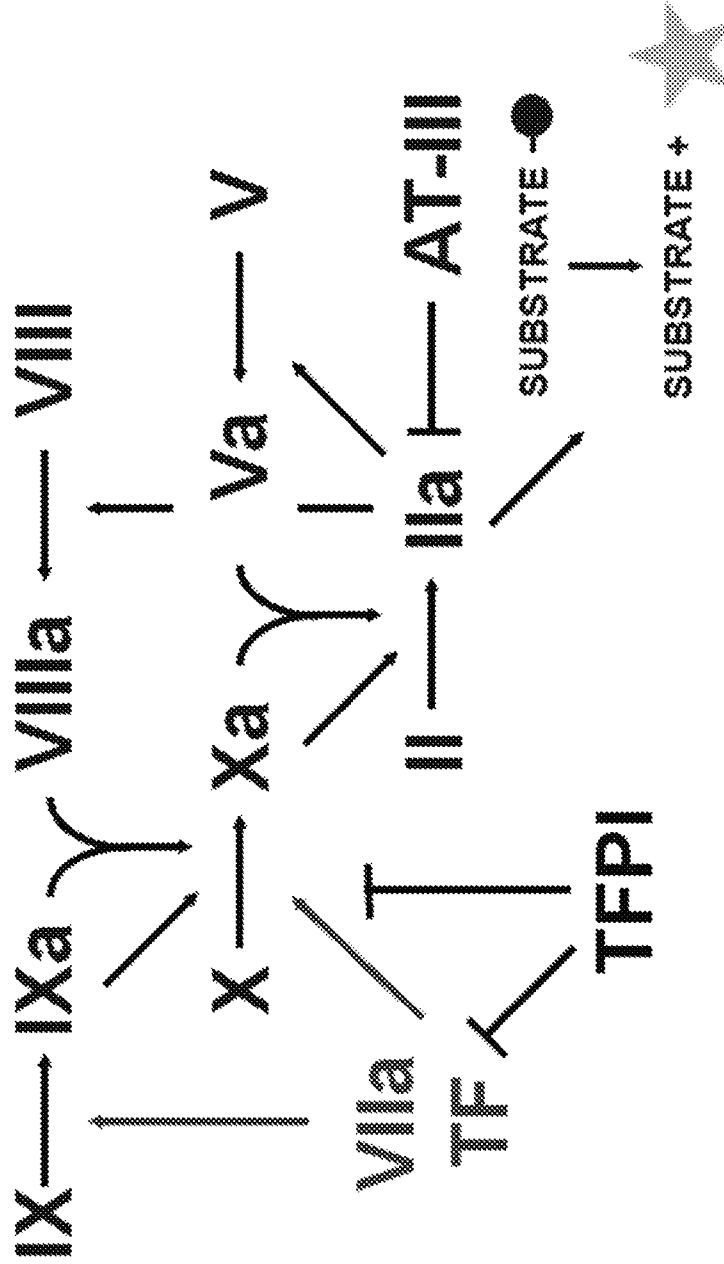 IX IXa VIIIa VIII
X Xa Va V
VIIa
TF
II IIa AT-III
SUBSTRATE
TFPI
SUBSTRATE +